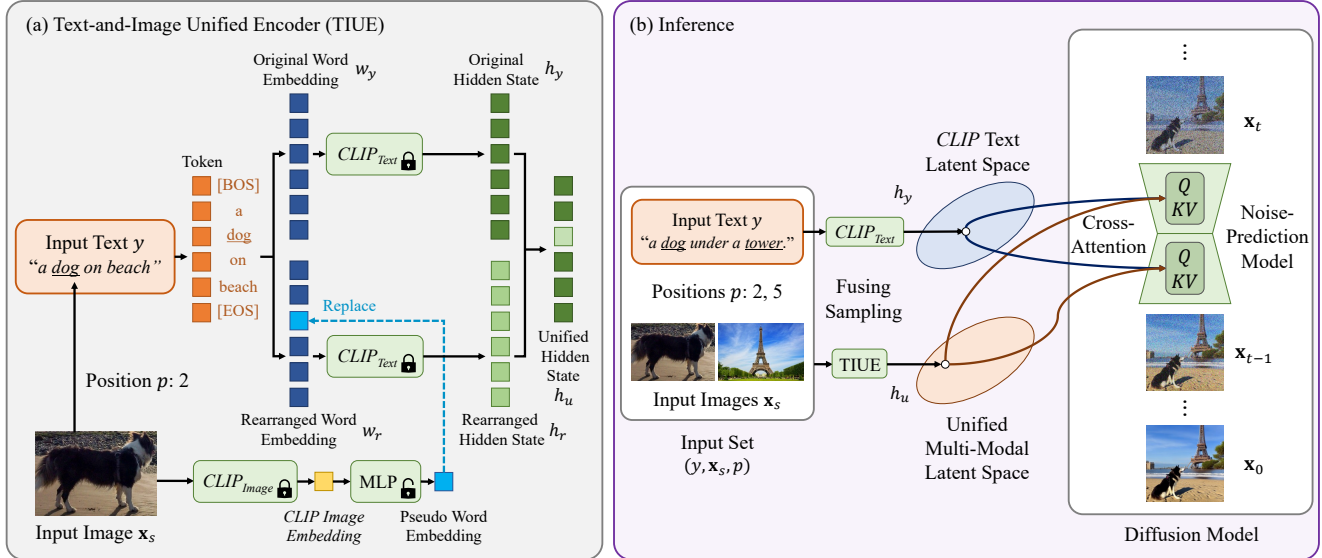 (a) Text-and-Image Unified Encoder (TIUE)
Original Word
Embedding w_y
Original
Hidden State h_y
CLIP_Text
Token
[BOS]
a
dog
on
beach
[EOS]
Input Text y
“a dog on beach”
Replace
CLIP_Text
Unified
Hidden
State
h_u
Position p: 2
Rearranged Word
Embedding w_r
Rearranged
Hidden State h_r
CLIP_Image
MLP
Input Image x_s
CLIP Image
Embedding
Pseudo Word
Embedding
(b) Inference
CLIP Text
Latent Space
Input Text y
“a dog under a tower.”
CLIP_Text
h_y
Positions p: 2, 5
Fusing
Sampling
TIUE
h_u
Input Images x_s
Input Set
(y, x_s, p)
Unified
Multi-Modal
Latent Space
Cross-
Attention
⋮
x_t
Q
KV
Q
KV
Noise-
Prediction
Model
x_t−1
⋮
x_0
Diffusion Model